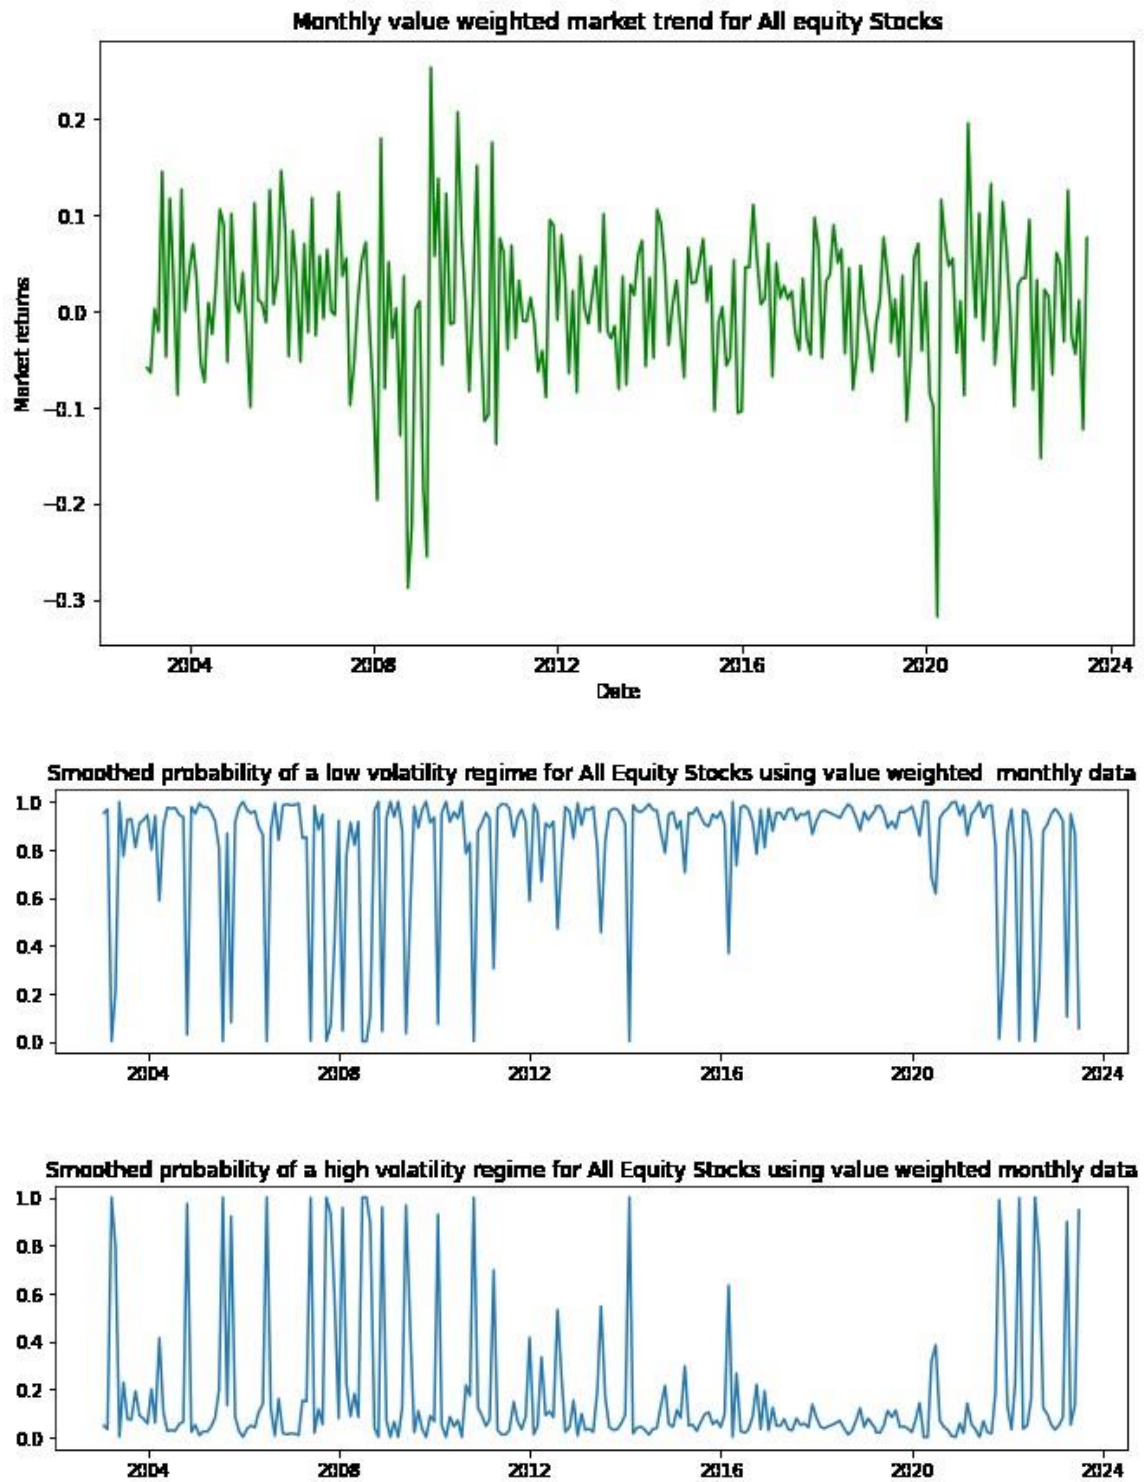 Monthly value weighted market trend for All equity Stocks
0.2
0.1
0.0
−0.1
−0.2
−0.3
Market returns
2004 2008 2012 2016 2020 2024
Date
Smoothed probability of a low volatility regime for All Equity Stocks using value weighted monthly data
1.0
0.8
0.6
0.4
0.2
0.0
2004 2008 2012 2016 2020 2024
Smoothed probability of a high volatility regime for All Equity Stocks using value weighted monthly data
1.0
0.8
0.6
0.4
0.2
0.0
2004 2008 2012 2016 2020 2024